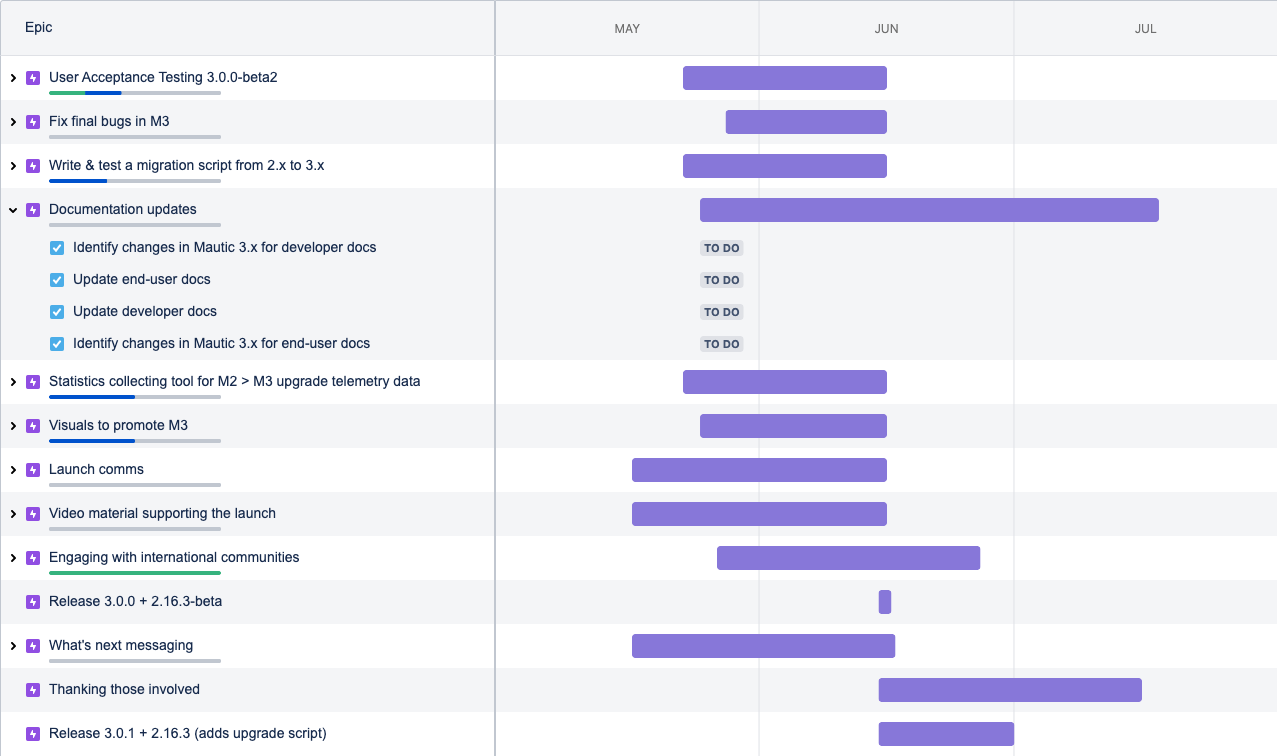 Epic MAY JUN JUL
User Acceptance Testing 3.0.0-beta2
Fix final bugs in M3
Write & test a migration script from 2.x to 3.x
Documentation updates
Identify changes in Mautic 3.x for developer docs TO DO
Update end-user docs TO DO
Update developer docs TO DO
Identify changes in Mautic 3.x for end-user docs TO DO
Statistics collecting tool for M2 > M3 upgrade telemetry data
Visuals to promote M3
Launch comms
Video material supporting the launch
Engaging with international communities
Release 3.0.0 + 2.16.3-beta
What's next messaging
Thanking those involved
Release 3.0.1 + 2.16.3 (adds upgrade script)